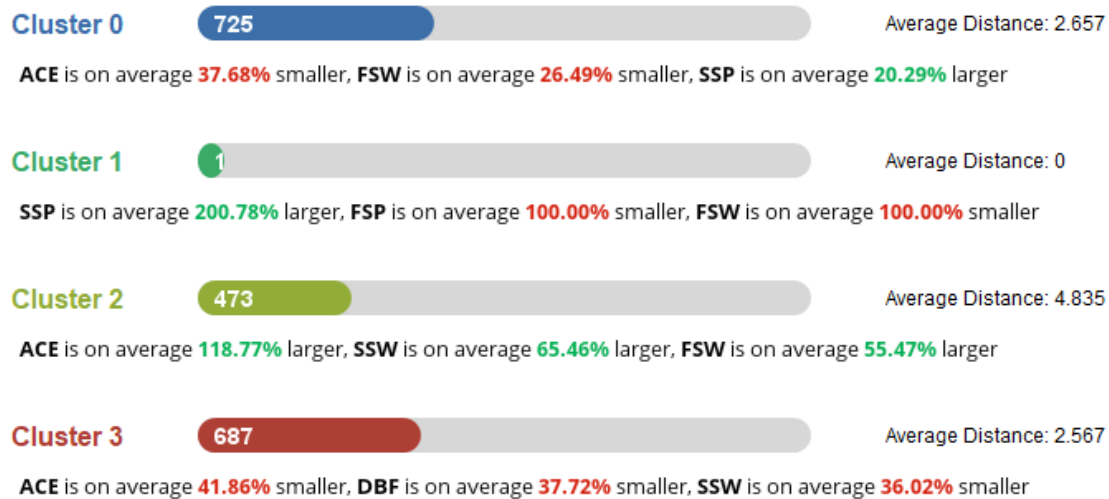 Cluster 0 725 Average Distance: 2.657
ACE is on average 37.68% smaller, FSW is on average 26.49% smaller, SSP is on average 20.29% larger
Cluster 1 1 Average Distance: 0
SSP is on average 200.78% larger, FSP is on average 100.00% smaller, FSW is on average 100.00% smaller
Cluster 2 473 Average Distance: 4.835
ACE is on average 118.77% larger, SSW is on average 65.46% larger, FSW is on average 55.47% larger
Cluster 3 687 Average Distance: 2.567
ACE is on average 41.86% smaller, DBF is on average 37.72% smaller, SSW is on average 36.02% smaller